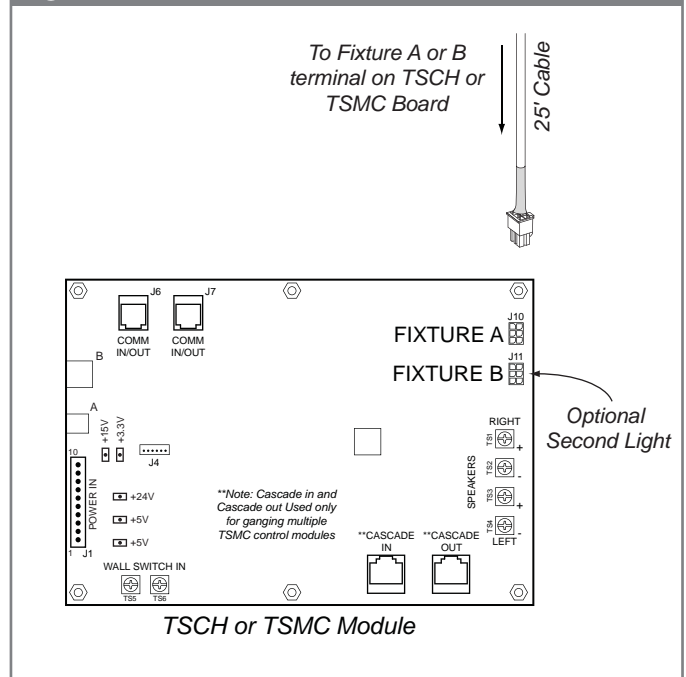 To Fixture A or B
terminal on TSCH or
TSMC Board
25' Cable
J6
J7
COMM
IN/OUT
COMM
IN/OUT
J10
FIXTURE A
J11
FIXTURE B
Optional
Second Light
B
A
+15V
+3.3V
J4
10
POWER IN
1
J1
+24V
+5V
+5V
**Note: Cascade in and
Cascade out Used only
for ganging multiple
TSMC control modules
RIGHT
TS1
+
TS2
-
SPEAKERS
TS3
+
TS4
-
LEFT
**CASCADE
IN
**CASCADE
OUT
WALL SWITCH IN
TS5
TS6
TSCH or TSMC Module